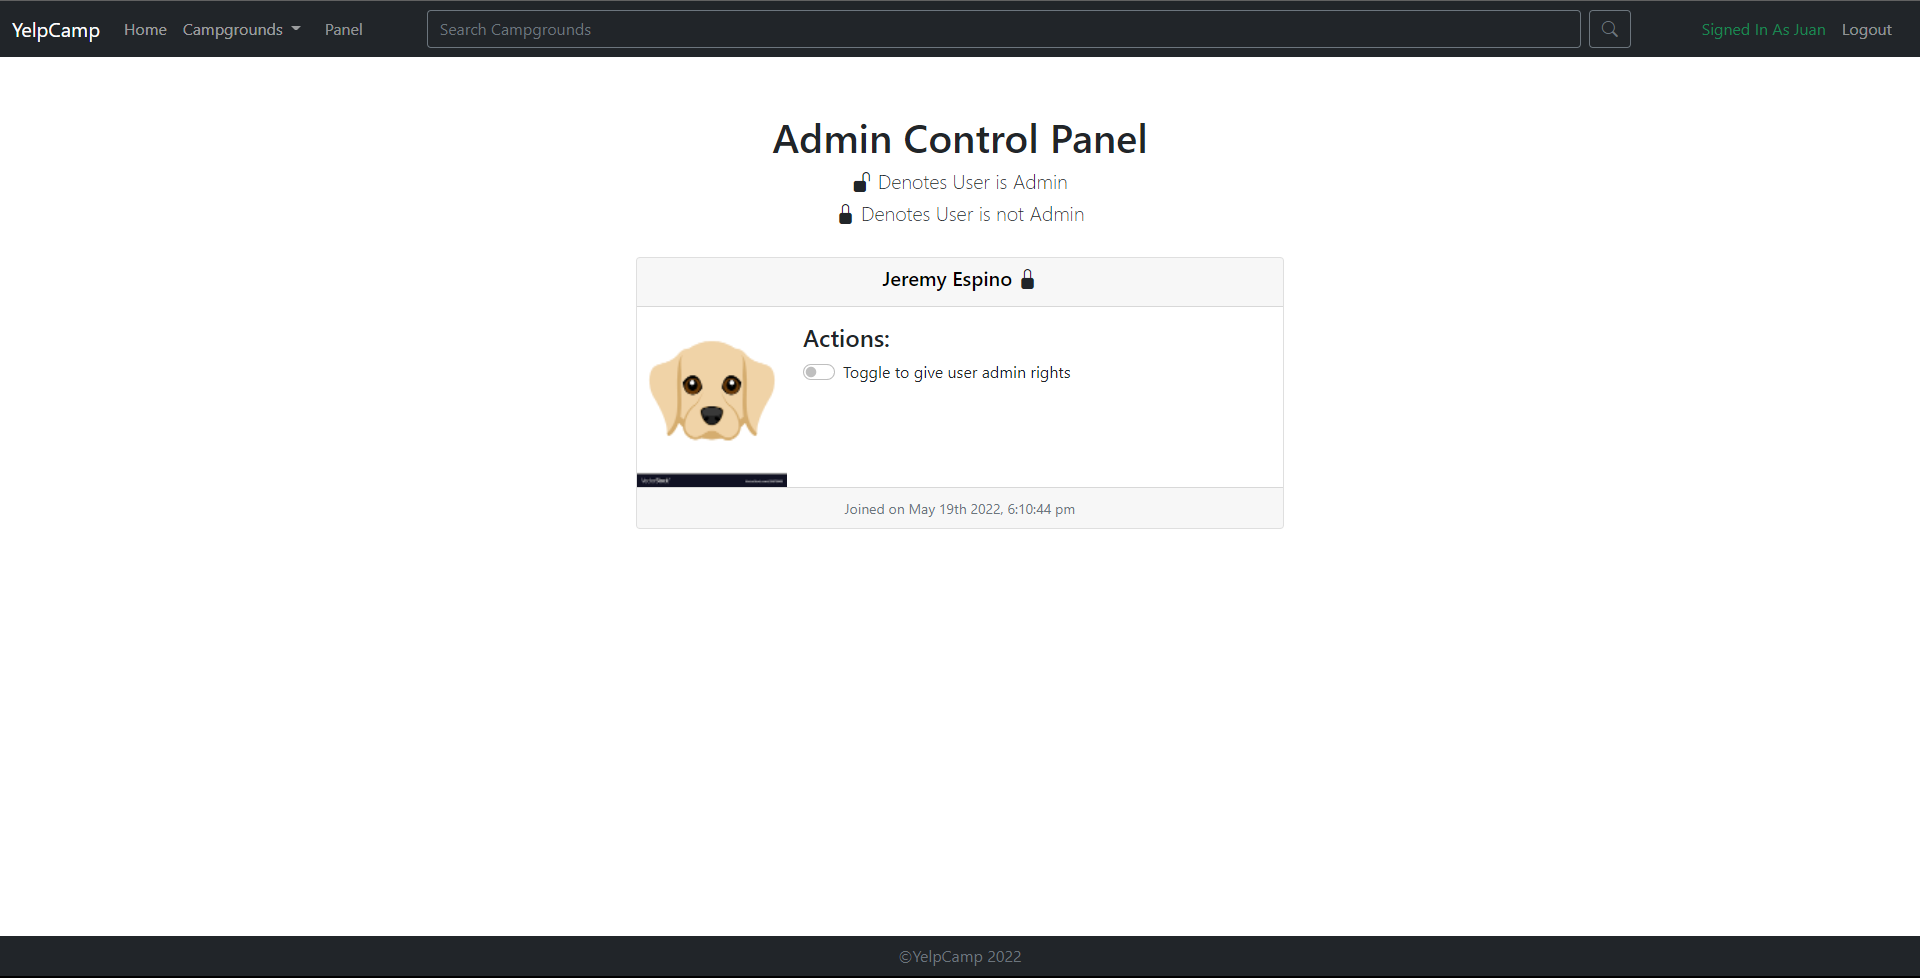 YelpCamp Home Campgrounds Panel Search Campgrounds Signed In As Juan Logout
Admin Control Panel
Denotes User is Admin
Denotes User is not Admin
Jeremy Espino
Actions:
Toggle to give user admin rights
VectorStock
Joined on May 19th 2022, 6:10:44 pm
©YelpCamp 2022